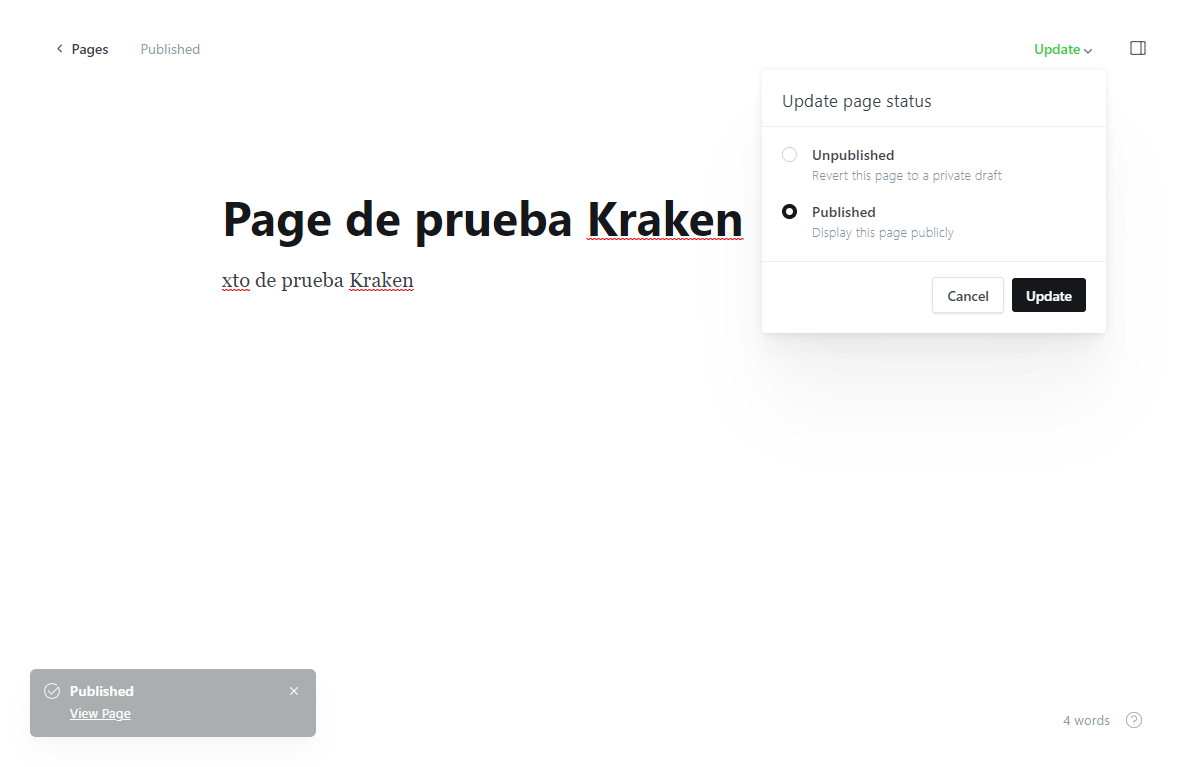 Pages
Published
Update
Update page status
Unpublished
Revert this page to a private draft
Published
Display this page publicly
Cancel
Update
Page de prueba Kraken
xto de prueba Kraken
Published
View Page
4 words
?